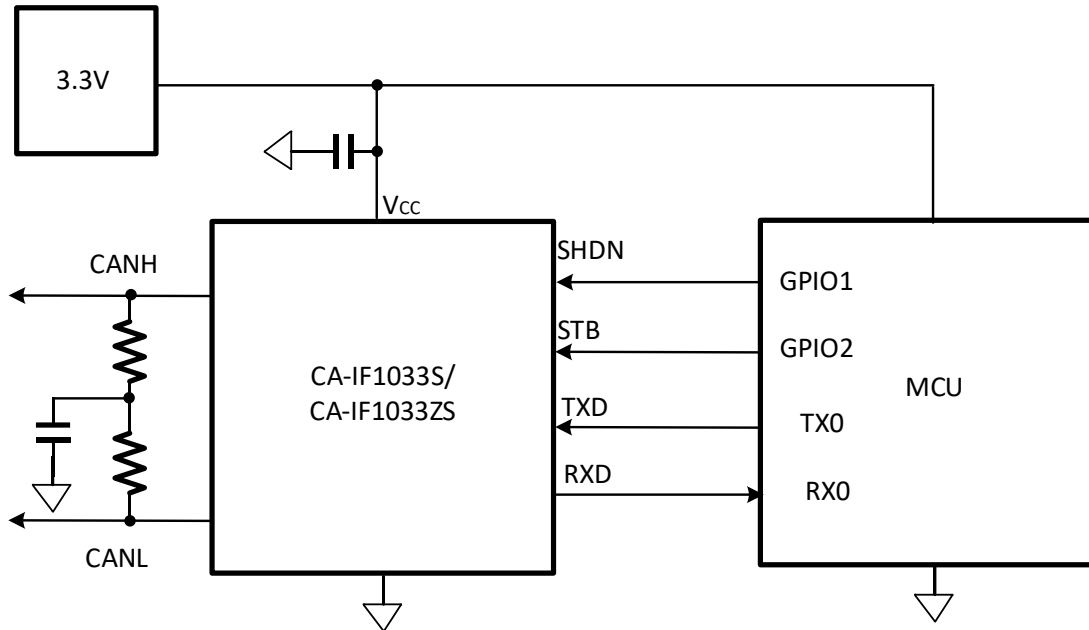 3.3V
VCC
CANH
SHDN
GPIO1
STB
GPIO2
CA-IF1033S/
CA-IF1033ZS
MCU
TXD
TX0
RXD
RX0
CANL